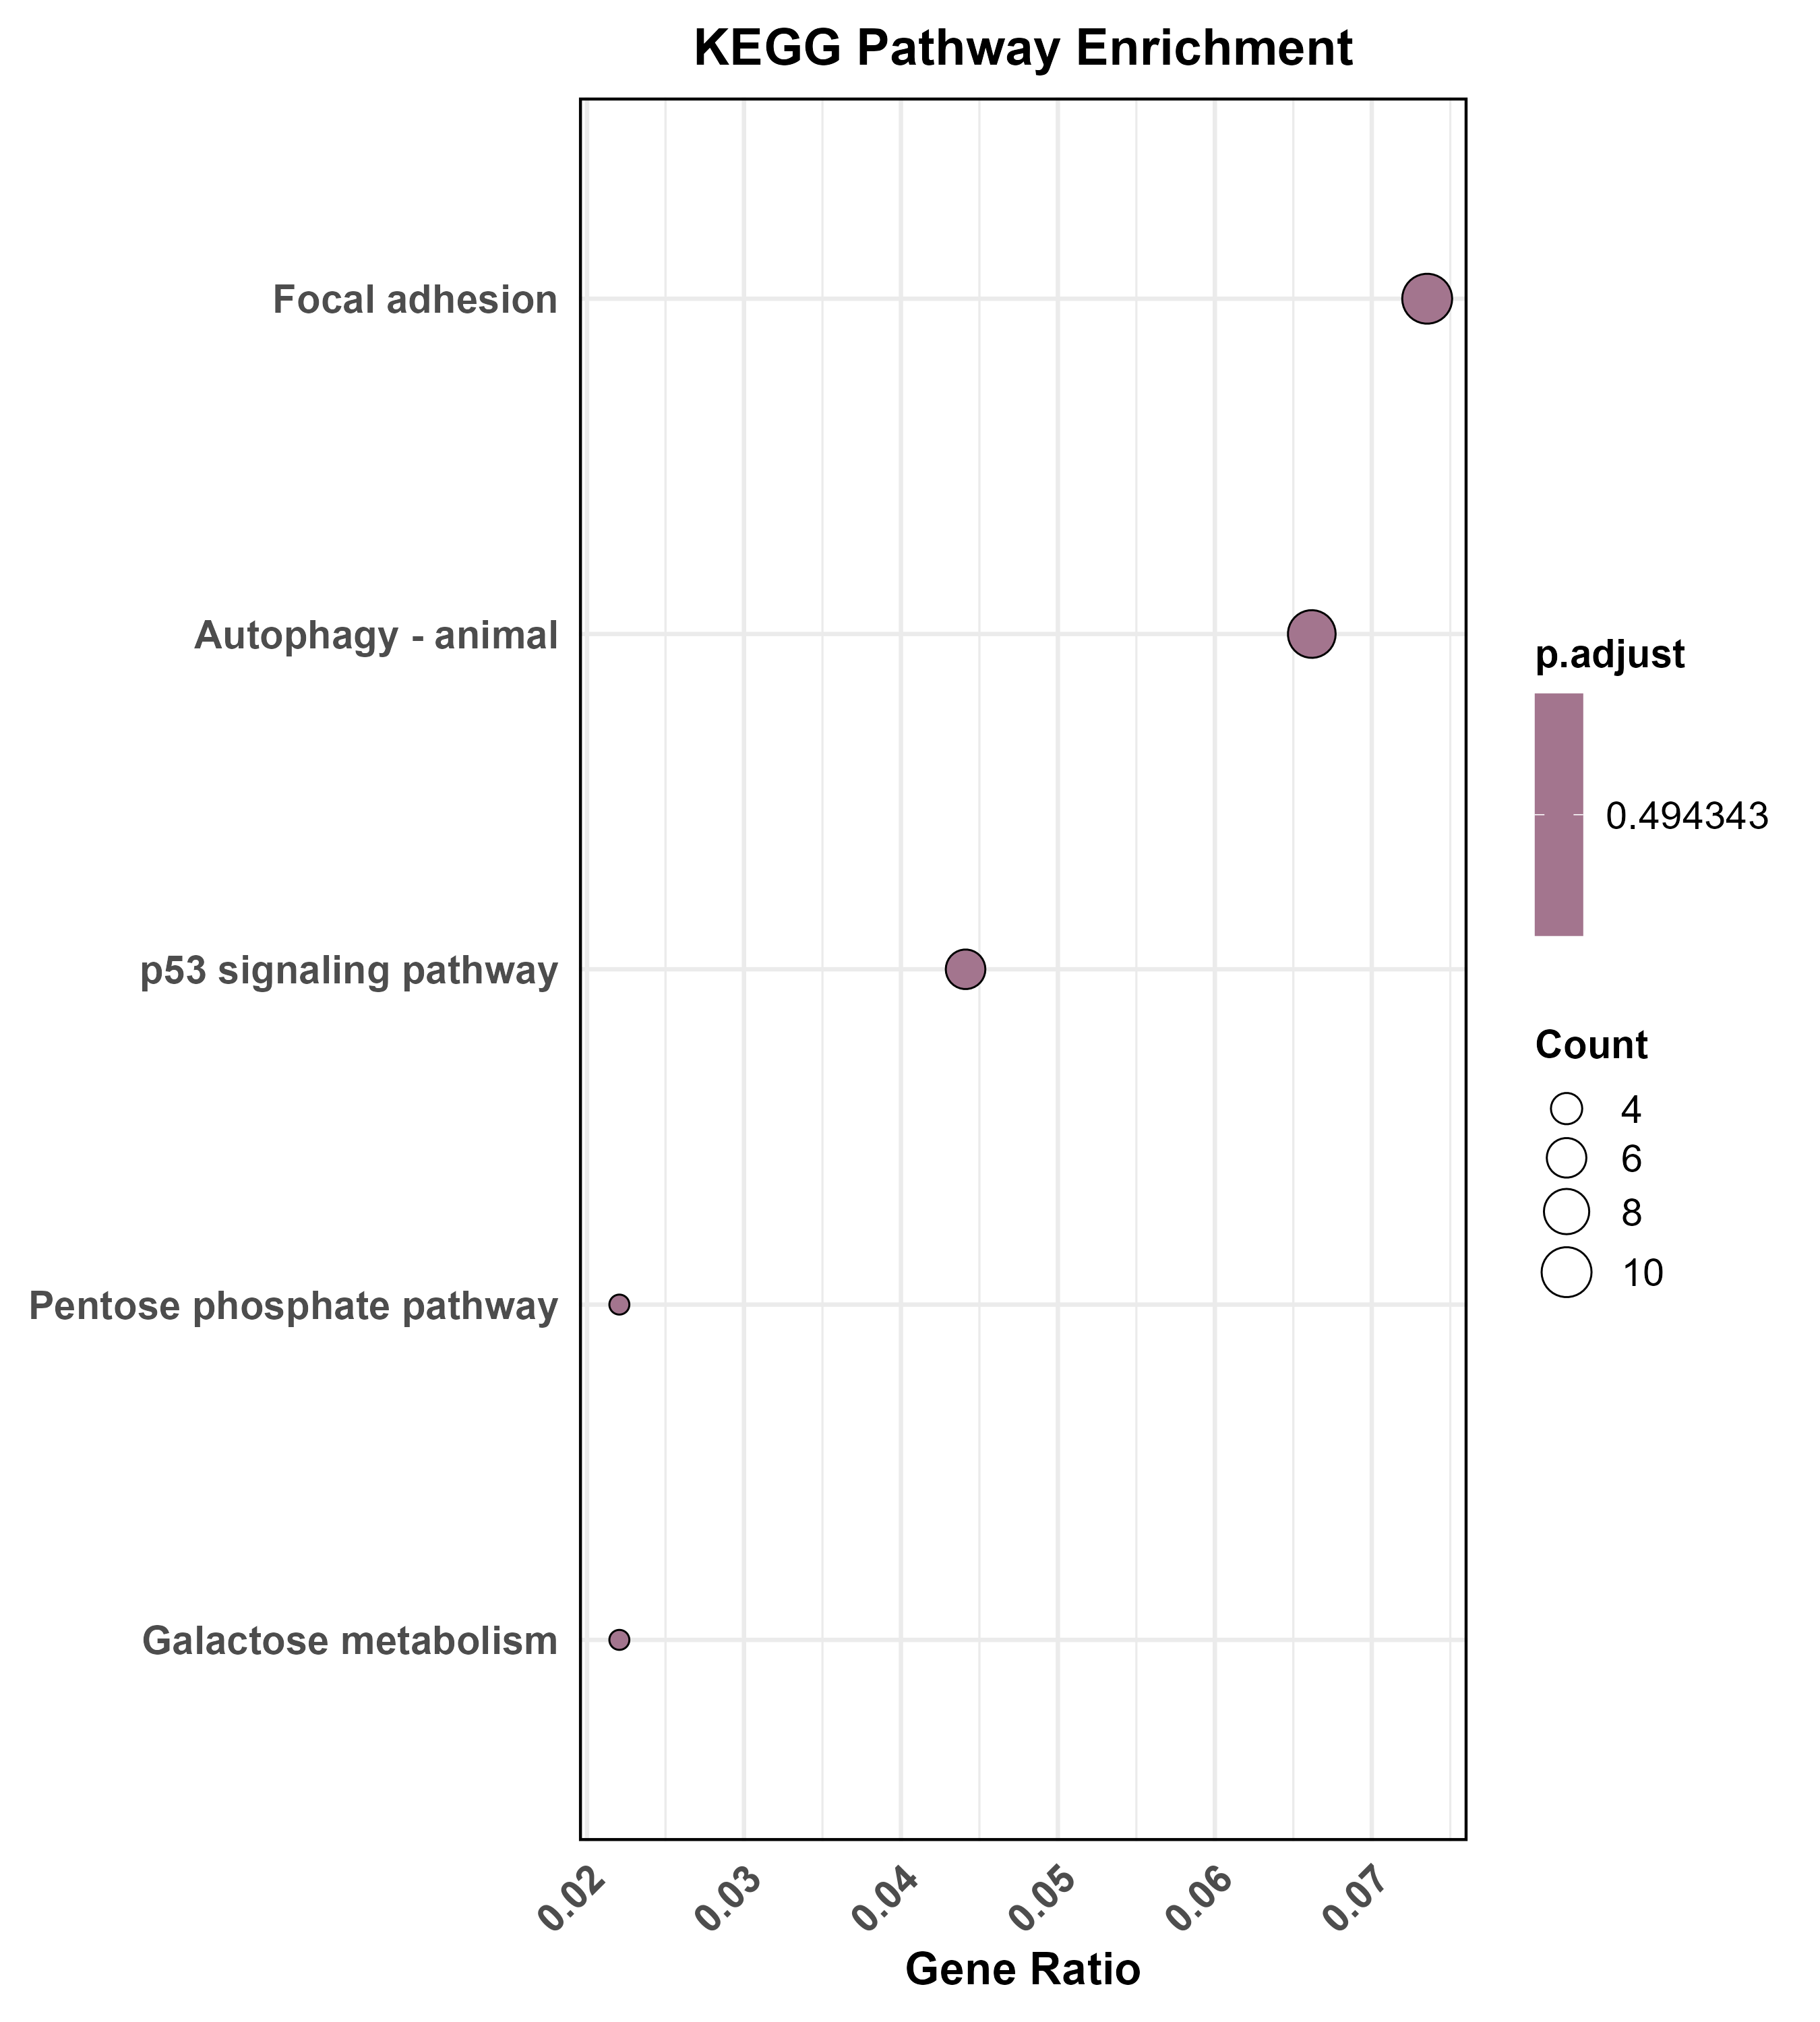 KEGG Pathway Enrichment
Focal adhesion
Autophagy - animal
p53 signaling pathway
Pentose phosphate pathway
Galactose metabolism
0.02
0.03
0.04
0.05
0.06
0.07
Gene Ratio
p.adjust
0.494343
Count
4
6
8
10